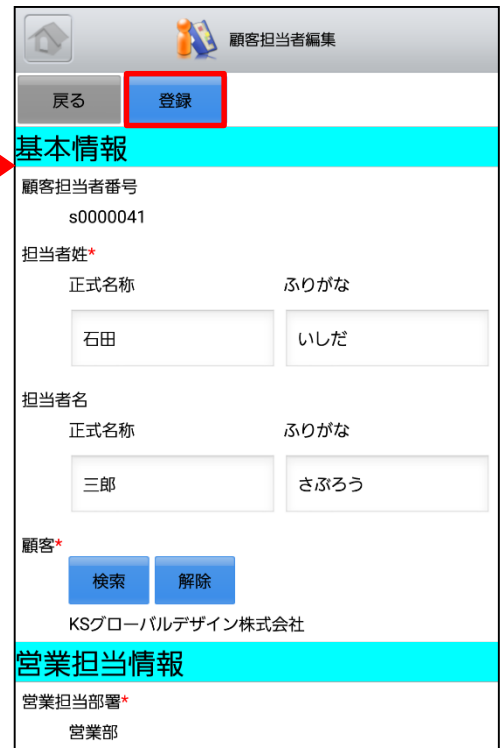 顧客担当者編集
戻る 登録
基本情報
顧客担当者番号
s0000041
担当者姓*
正式名称 ふりがな
石田 いしだ
担当者名
正式名称 ふりがな
三郎 さぶろう
顧客*
検索 解除
KSグローバルデザイン株式会社
営業担当情報
営業担当部署*
営業部